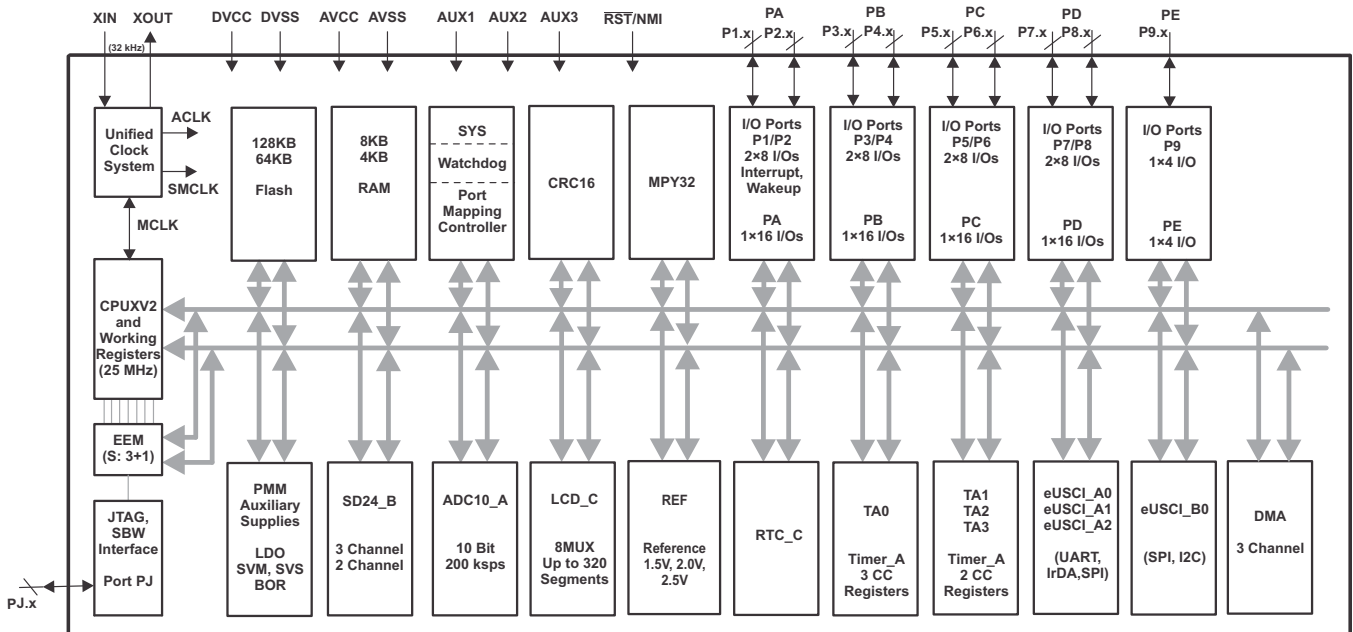 XIN XOUT DVCC DVSS AVCC AVSS AUX1 AUX2 AUX3 RST/NMI PA PB PC PD PE
(32 kHz)
P1.x P2.x P3.x P4.x P5.x P6.x P7.x P8.x P9.x
Unified
Clock
System
ACLK
SMCLK
MCLK
128KB
64KB
Flash
8KB
4KB
RAM
SYS
Watchdog
Port
Mapping
Controller
CRC16
MPY32
I/O Ports
P1/P2
2×8 I/Os
Interrupt,
Wakeup
PA
1×16 I/Os
I/O Ports
P3/P4
2×8 I/Os
PB
1×16 I/Os
I/O Ports
P5/P6
2×8 I/Os
PC
1×16 I/Os
I/O Ports
P7/P8
2×8 I/Os
PD
1×16 I/Os
I/O Ports
P9
1×4 I/O
PE
1×4 I/O
CPUXV2
and
Working
Registers
(25 MHz)
EEM
(S: 3+1)
JTAG,
SBW
Interface
Port PJ
PJ.x
PMM
Auxiliary
Supplies
LDO
SVM, SVS
BOR
SD24_B
3 Channel
2 Channel
ADC10_A
10 Bit
200 ksps
LCD_C
8MUX
Up to 320
Segments
REF
Reference
1.5V, 2.0V,
2.5V
RTC_C
TA0
Timer_A
3 CC
Registers
TA1
TA2
TA3
Timer_A
2 CC
Registers
eUSCI_A0
eUSCI_A1
eUSCI_A2
(UART,
IrDA,SPI)
eUSCI_B0
(SPI, I2C)
DMA
3 Channel